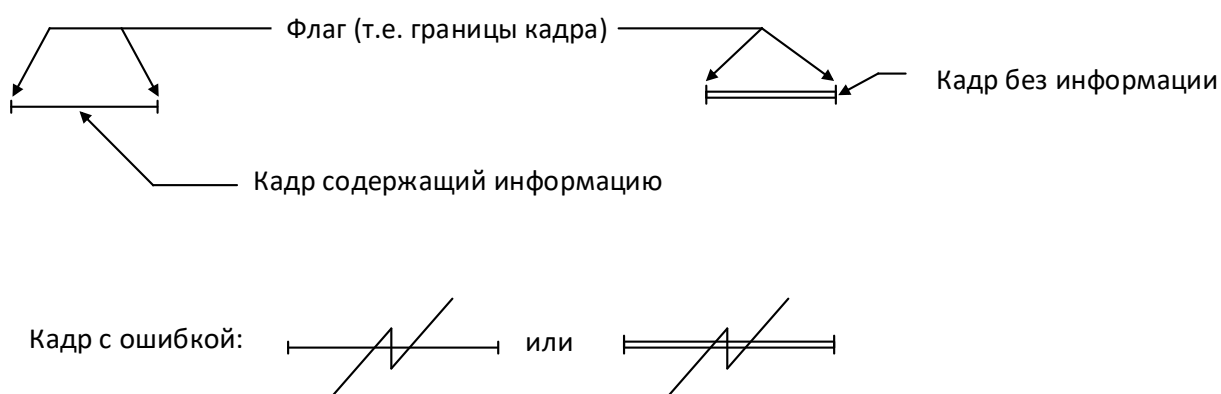 Флаг (т.е. границы кадра)
Кадр без информации
Кадр содержащий информацию
Кадр с ошибкой:
или